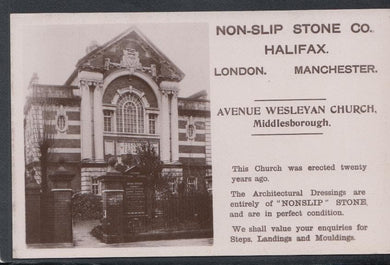 NON-SLIP STONE CO.
HALIFAX.
LONDON. MANCHESTER.
AVENUE WESLEYAN CHURCH,
Middlesborough.
This Church was erected twenty
years ago.
The Architectural Dressings are
entirely of "NONSLIP" STONE,
and are in perfect condition.
We shall value your enquiries for
Steps, Landings and Mouldings.